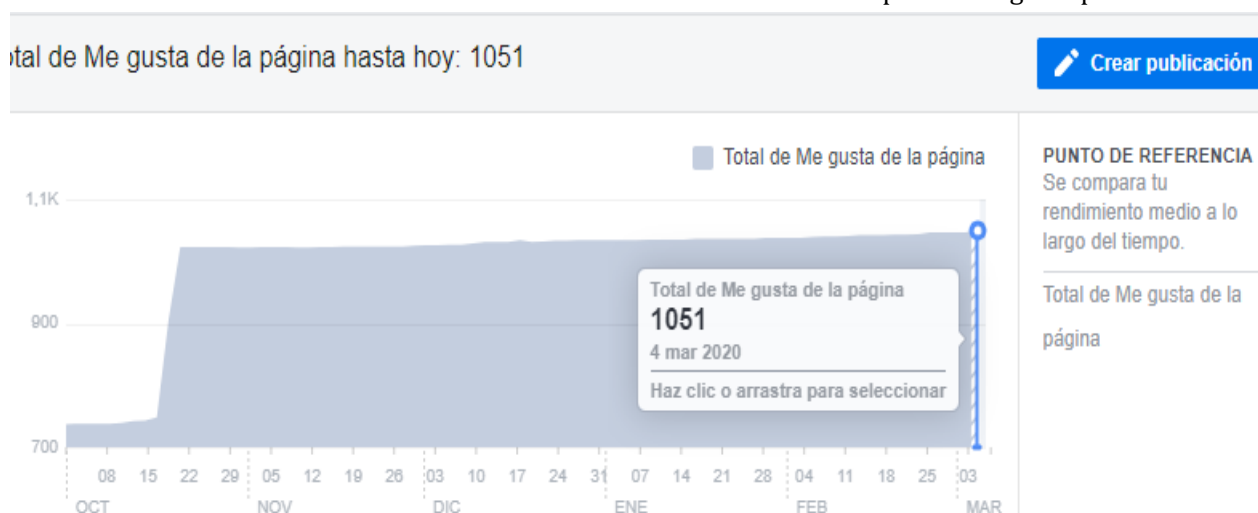 otal de Me gusta de la página hasta hoy: 1051
Crear publicación
Total de Me gusta de la página
PUNTO DE REFERENCIA
Se compara tu
rendimiento medio a lo
largo del tiempo.
Total de Me gusta de la
página
1,1K
900
700
Total de Me gusta de la página
1051
4 mar 2020
Haz clic o arrastra para seleccionar
08 15 22 29 05 12 19 26 03 10 17 24 31 07 14 21 28 04 11 18 25 03
OCT NOV DIC ENE FEB MAR